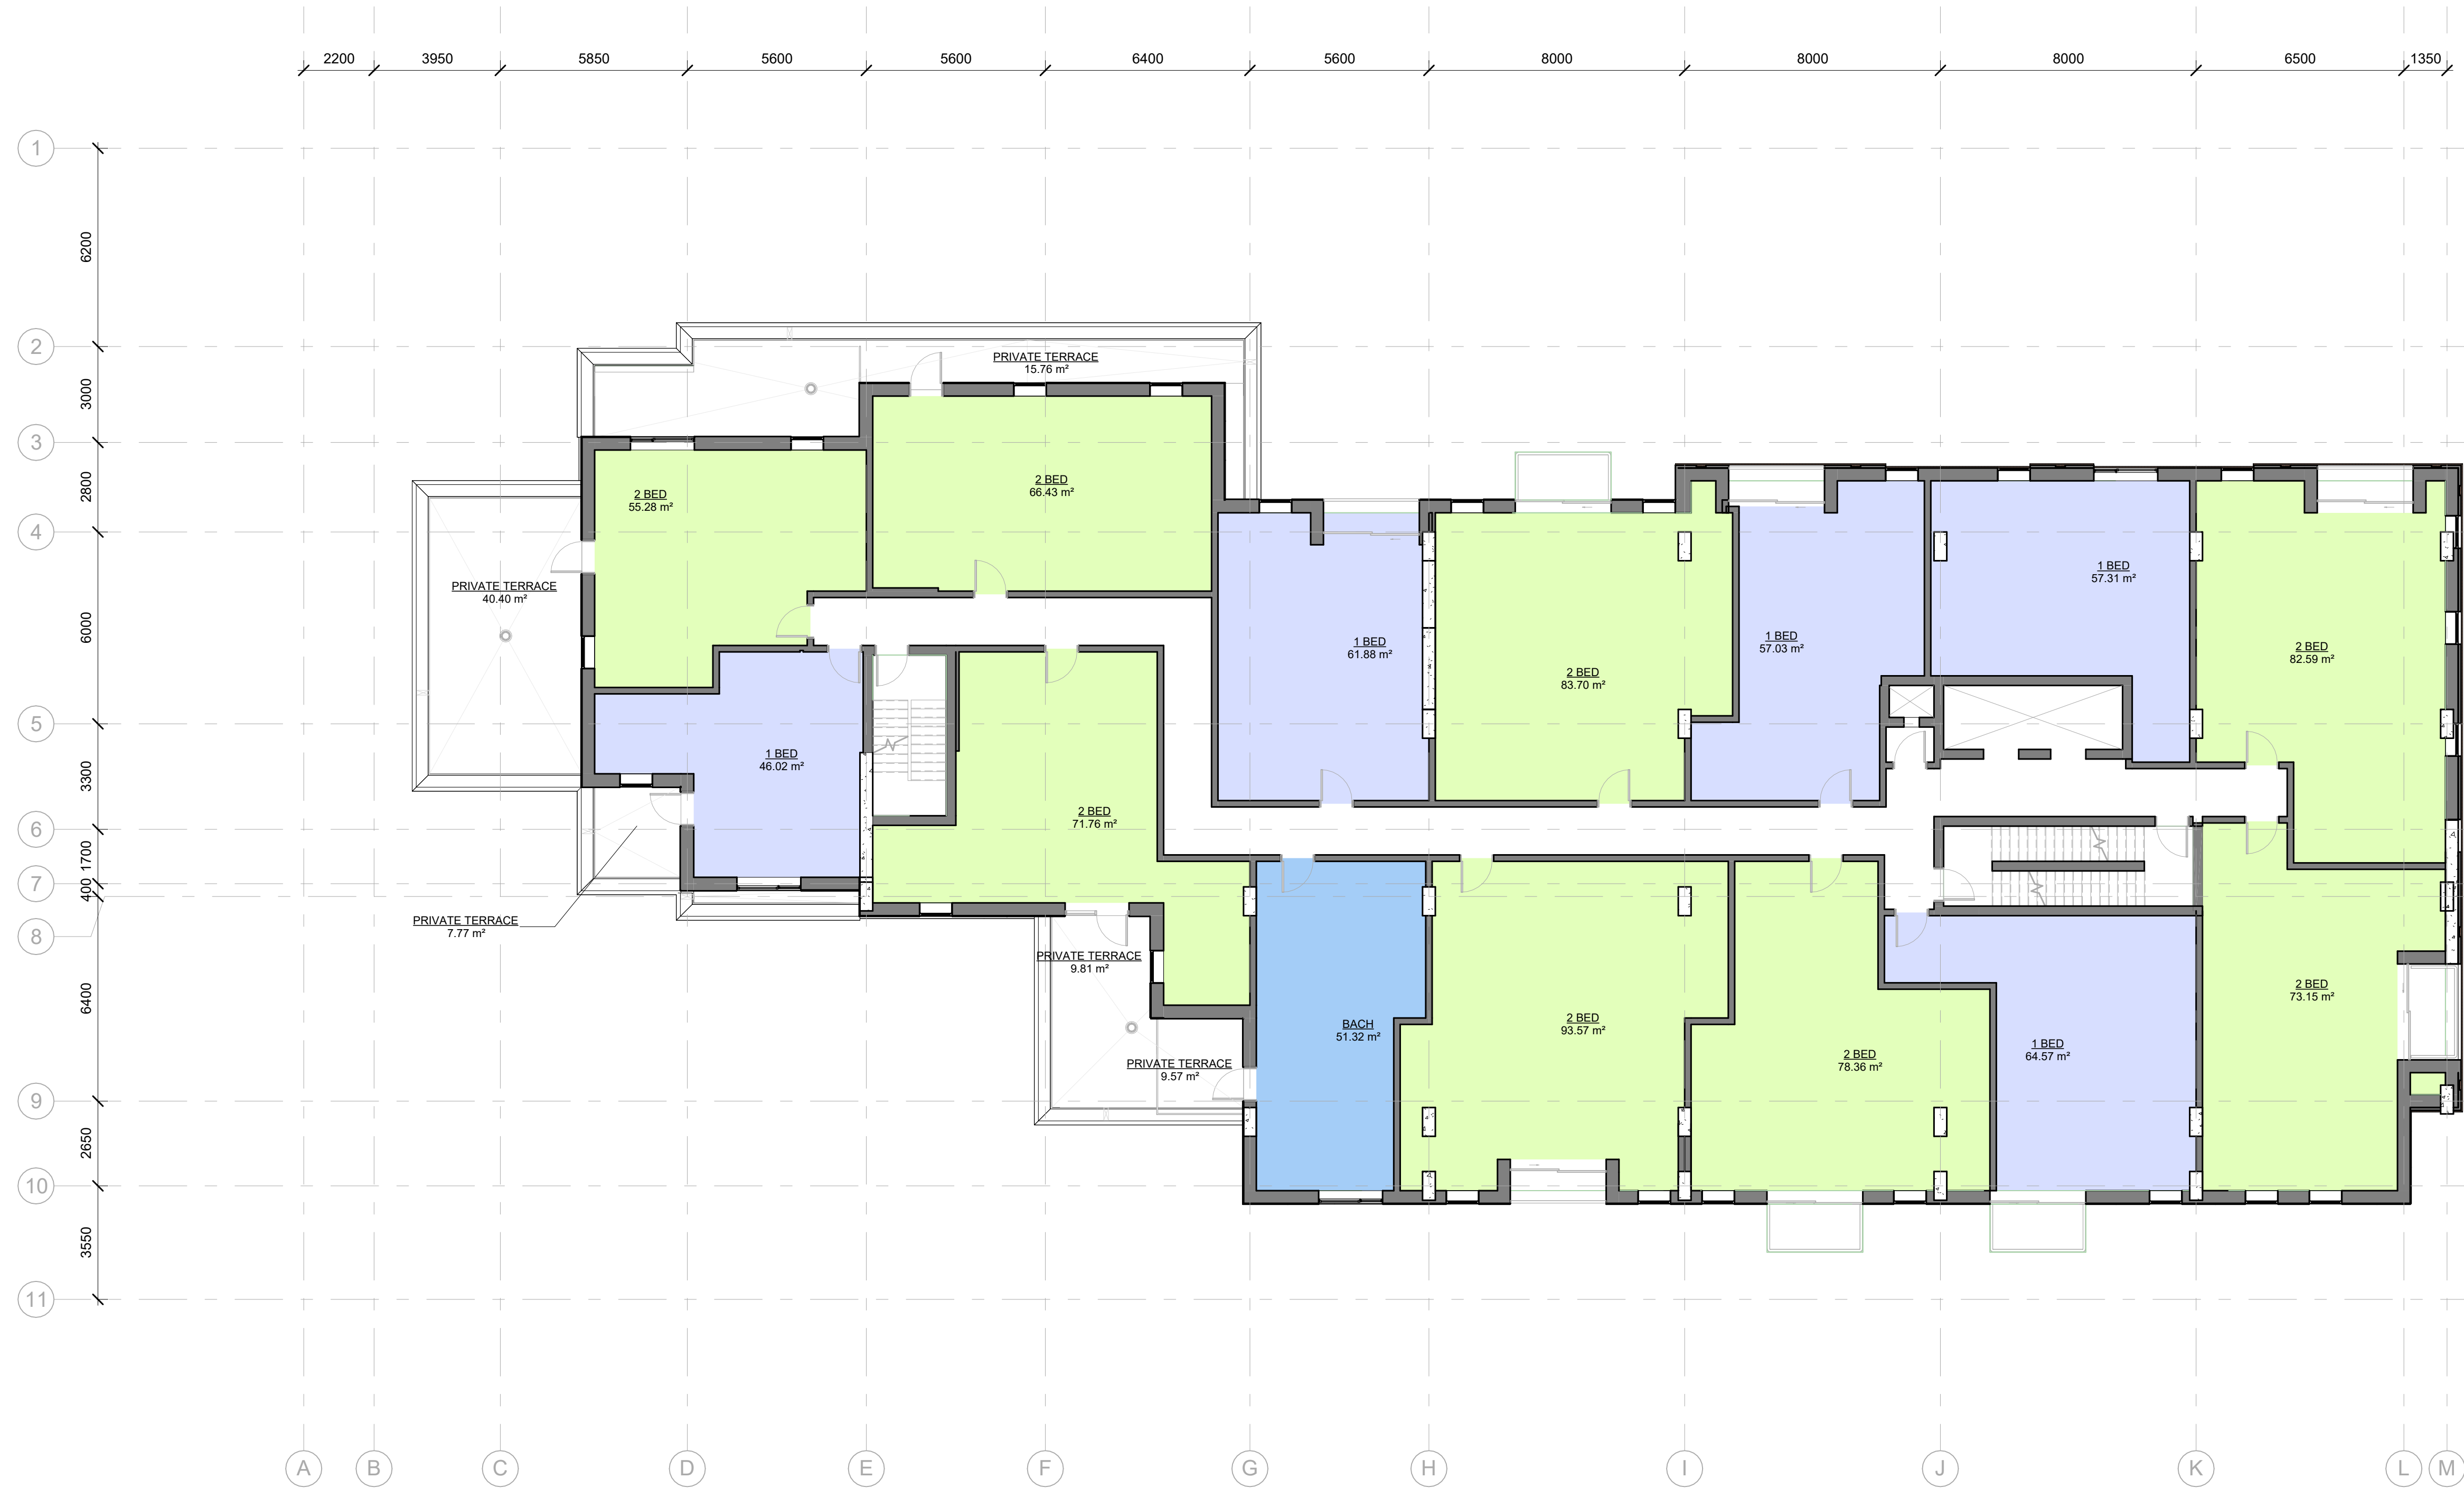 2200 3950 5850 5600 5600 6400 5600 8000 8000 8000 6500 1350
1
6200
2
3000
PRIVATE TERRACE
15.76 m²
3
2800
2 BED
55.28 m²
2 BED
66.43 m²
4
6000
PRIVATE TERRACE
40.40 m²
1 BED
57.31 m²
1 BED
61.88 m²
1 BED
57.03 m²
2 BED
82.59 m²
2 BED
83.70 m²
5
3300
1 BED
46.02 m²
2 BED
71.76 m²
6
1700
7
400
PRIVATE TERRACE
7.77 m²
8
6400
PRIVATE TERRACE
9.81 m²
BACH
51.32 m²
2 BED
93.57 m²
2 BED
78.36 m²
1 BED
64.57 m²
2 BED
73.15 m²
PRIVATE TERRACE
9.57 m²
9
2650
10
3550
11
A B C D E F G H I J K L M